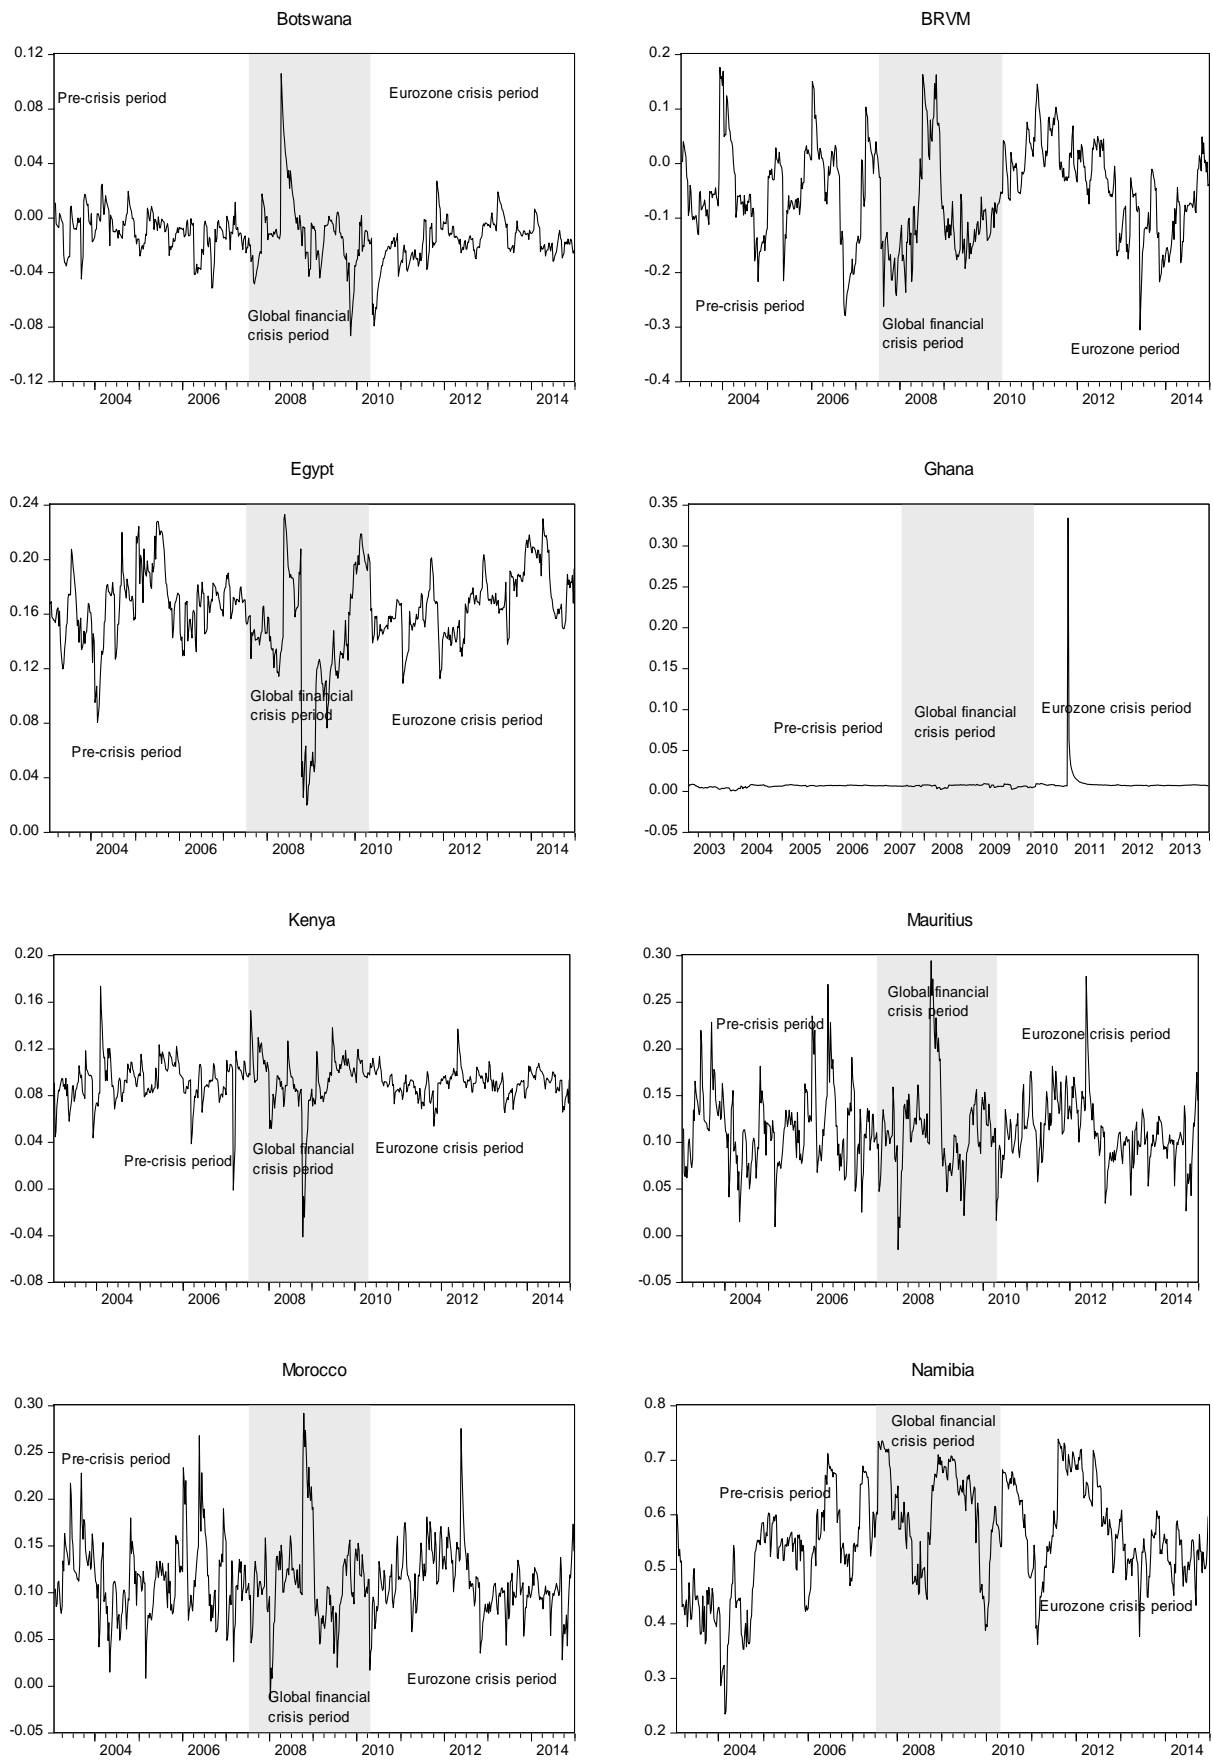 Botswana
0.12
0.08
0.04
0.00
-0.04
-0.08
-0.12
Pre-crisis period
Eurozone crisis period
Global financial
crisis period
2004 2006 2008 2010 2012 2014
BRVM
0.2
0.1
0.0
-0.1
-0.2
-0.3
-0.4
Pre-crisis period
Global financial
crisis period
Eurozone period
2004 2006 2008 2010 2012 2014
Egypt
0.24
0.20
0.16
0.12
0.08
0.04
0.00
Global financial
crisis period
Eurozone crisis period
Pre-crisis period
2004 2006 2008 2010 2012 2014
Ghana
0.35
0.30
0.25
0.20
0.15
0.10
0.05
0.00
-0.05
Eurozone crisis period
Global financial
Pre-crisis period
crisis period
2003 2004 2005 2006 2007 2008 2009 2010 2011 2012 2013
Kenya
0.20
0.16
0.12
0.08
0.04
0.00
-0.04
-0.08
Global financial
Eurozone crisis period
Pre-crisis period
crisis period
2004 2006 2008 2010 2012 2014
Mauritius
0.30
0.25
0.20
0.15
0.10
0.05
0.00
-0.05
Global financial
crisis period
Pre-crisis period
Eurozone crisis period
2004 2006 2008 2010 2012 2014
Morocco
0.30
0.25
0.20
0.15
0.10
0.05
0.00
-0.05
Pre-crisis period
Eurozone crisis period
Global financial
crisis period
2004 2006 2008 2010 2012 2014
Namibia
0.8
0.7
0.6
0.5
0.4
0.3
0.2
Global financial
crisis period
Pre-crisis period
Eurozone crisis period
2004 2006 2008 2010 2012 2014